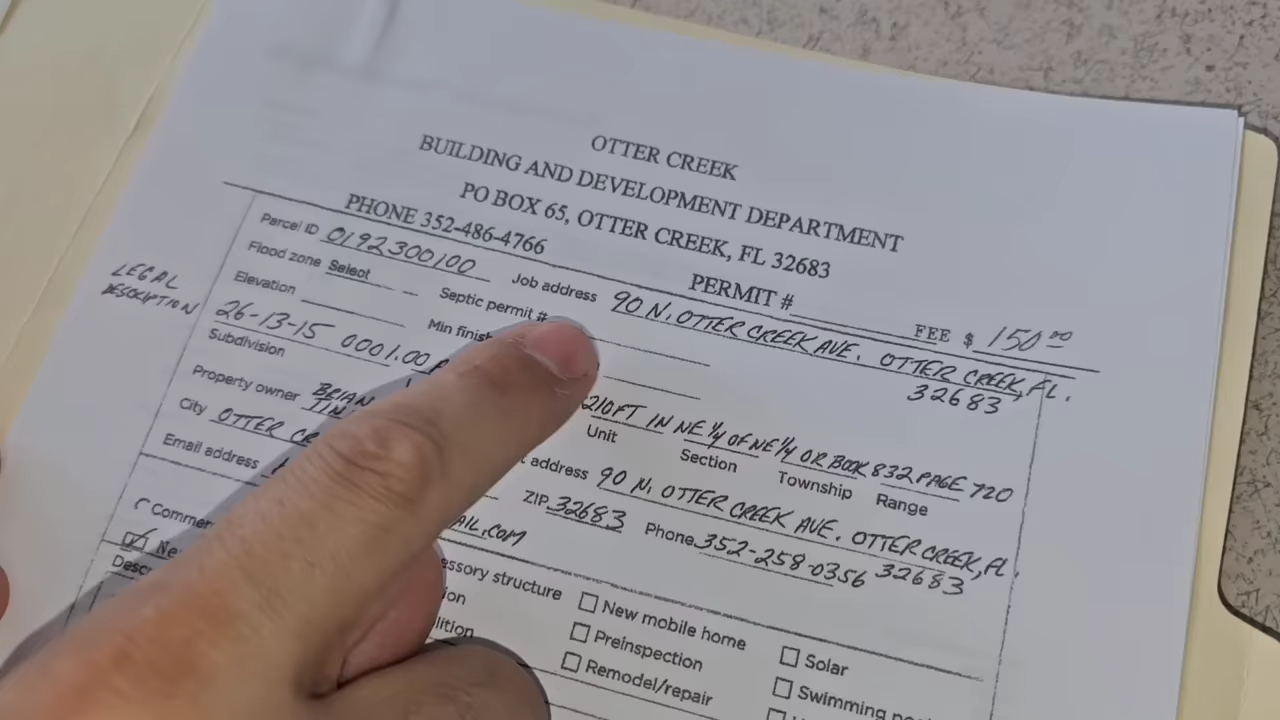 OTTER CREEK
BUILDING AND DEVELOPMENT DEPARTMENT
PO BOX 65, OTTER CREEK, FL 32683
PHONE 352-486-4766
PERMIT # FEE $ 150.00
Parcel ID 0192300100 Job address 90 N. OTTER CREEK AVE. OTTER CREEK, FL.
32683
Flood zone Select Septic permit #
Elevation Min
LEGAL
DESCRIPTION
26-13-15 0001.00 210FT IN NE 1/4 OF NE 1/4 OR BOOK 832 PAGE 720
Subdivision Unit Section Township Range
Property owner BRIAN address 90 N. OTTER CREEK AVE. OTTER CREEK, FL.
32683
City OTTER ZIP 32683 Phone 352-258-0356
Email address .COM
structure
New mobile home
Preinspection
Remodel/repair
Solar
Swimming